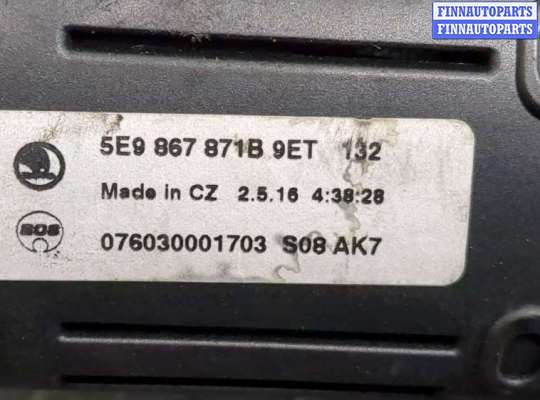 FINNAUTOPARTS
FINNAUTOPARTS
5E9 867 871B 9ET 132
Made in CZ 2.5.16 4:38:28
BOS
076030001703 S08 AK7